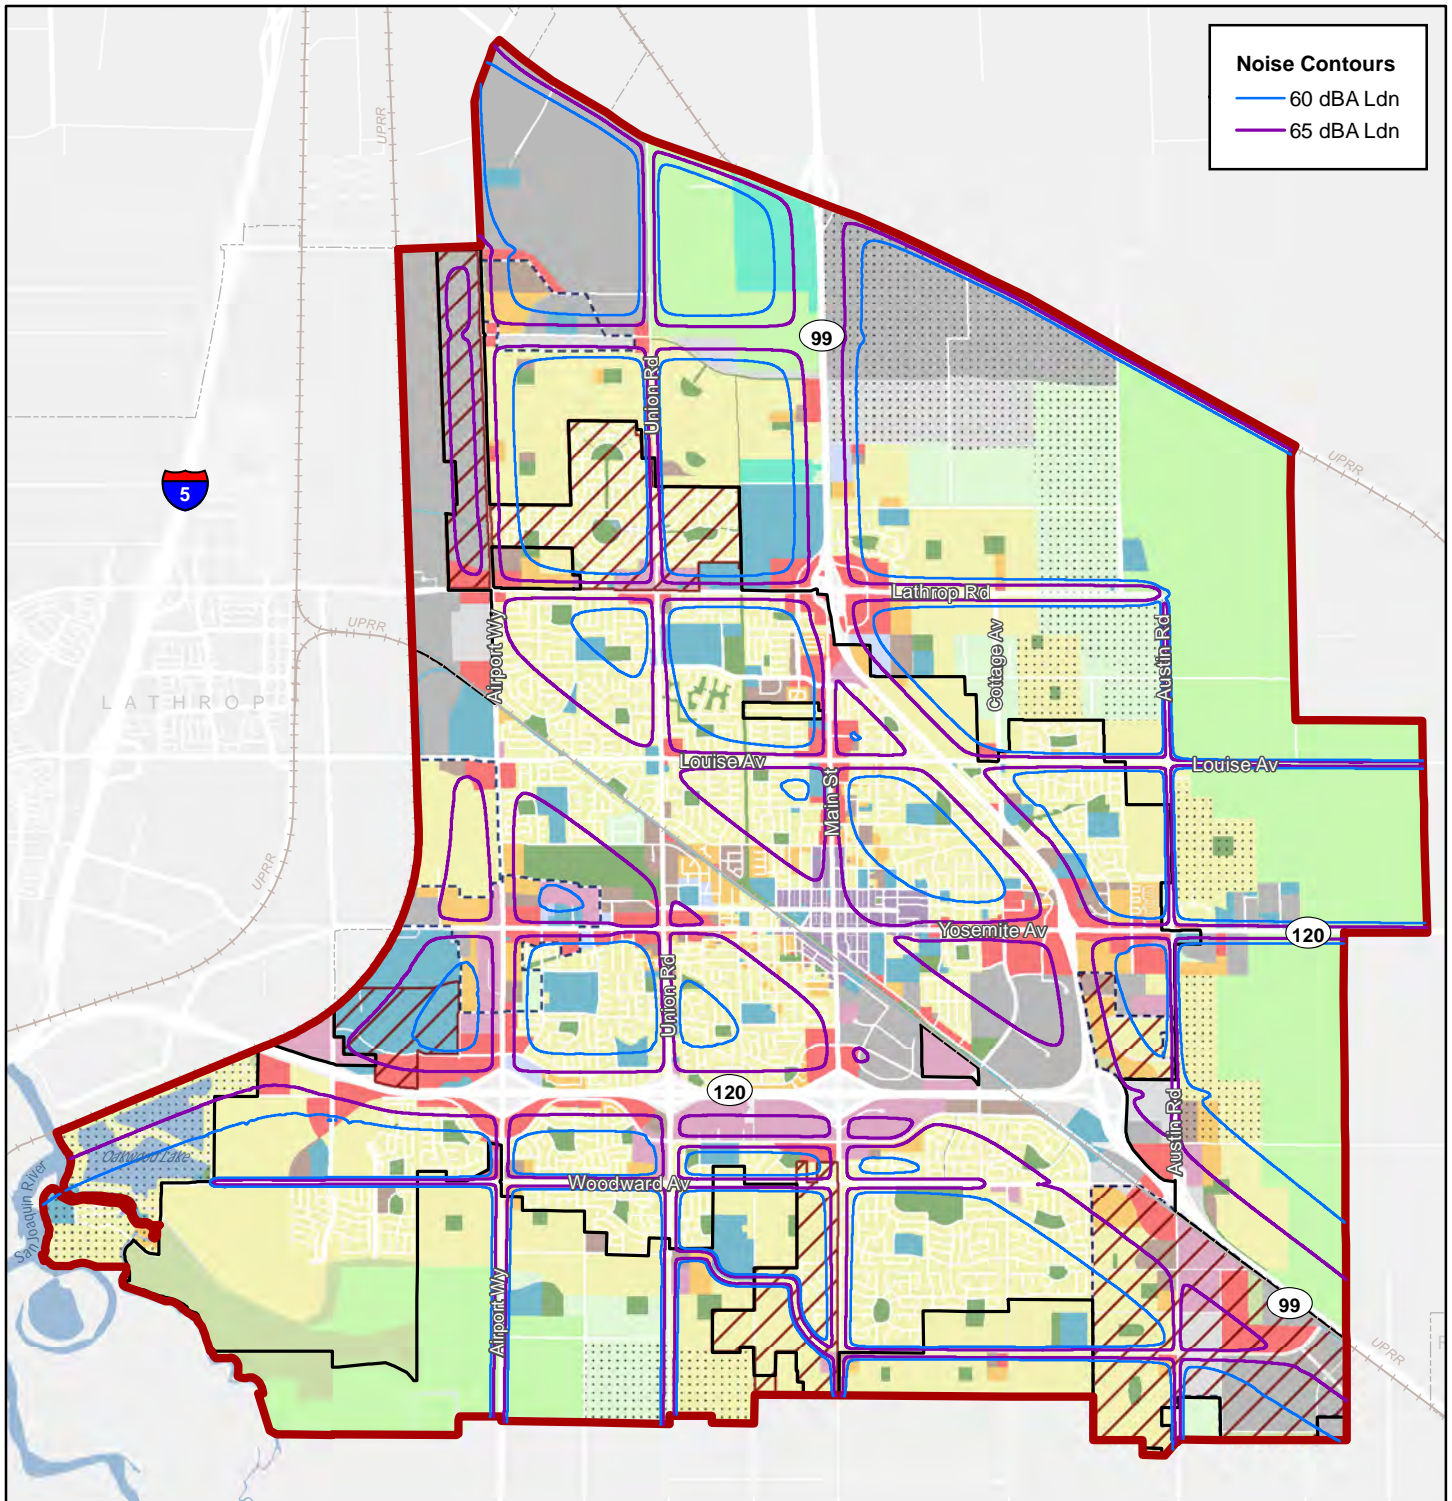 Noise Contours
60 dBA Ldn
65 dBA Ldn
UPRR
99
Union Rd
UPRR
5
Lathrop Rd
UPRR
Airport Wy
Cottage Av
Austin Rd
LATHROP
Louise Av
Louise Av
Main St
UPRR
Yosemite Av
120
Union Rd
120
Austin Rd
Oakwood Lake
Woodward Av
San Joaquin River
Airport Wy
99
UPRR